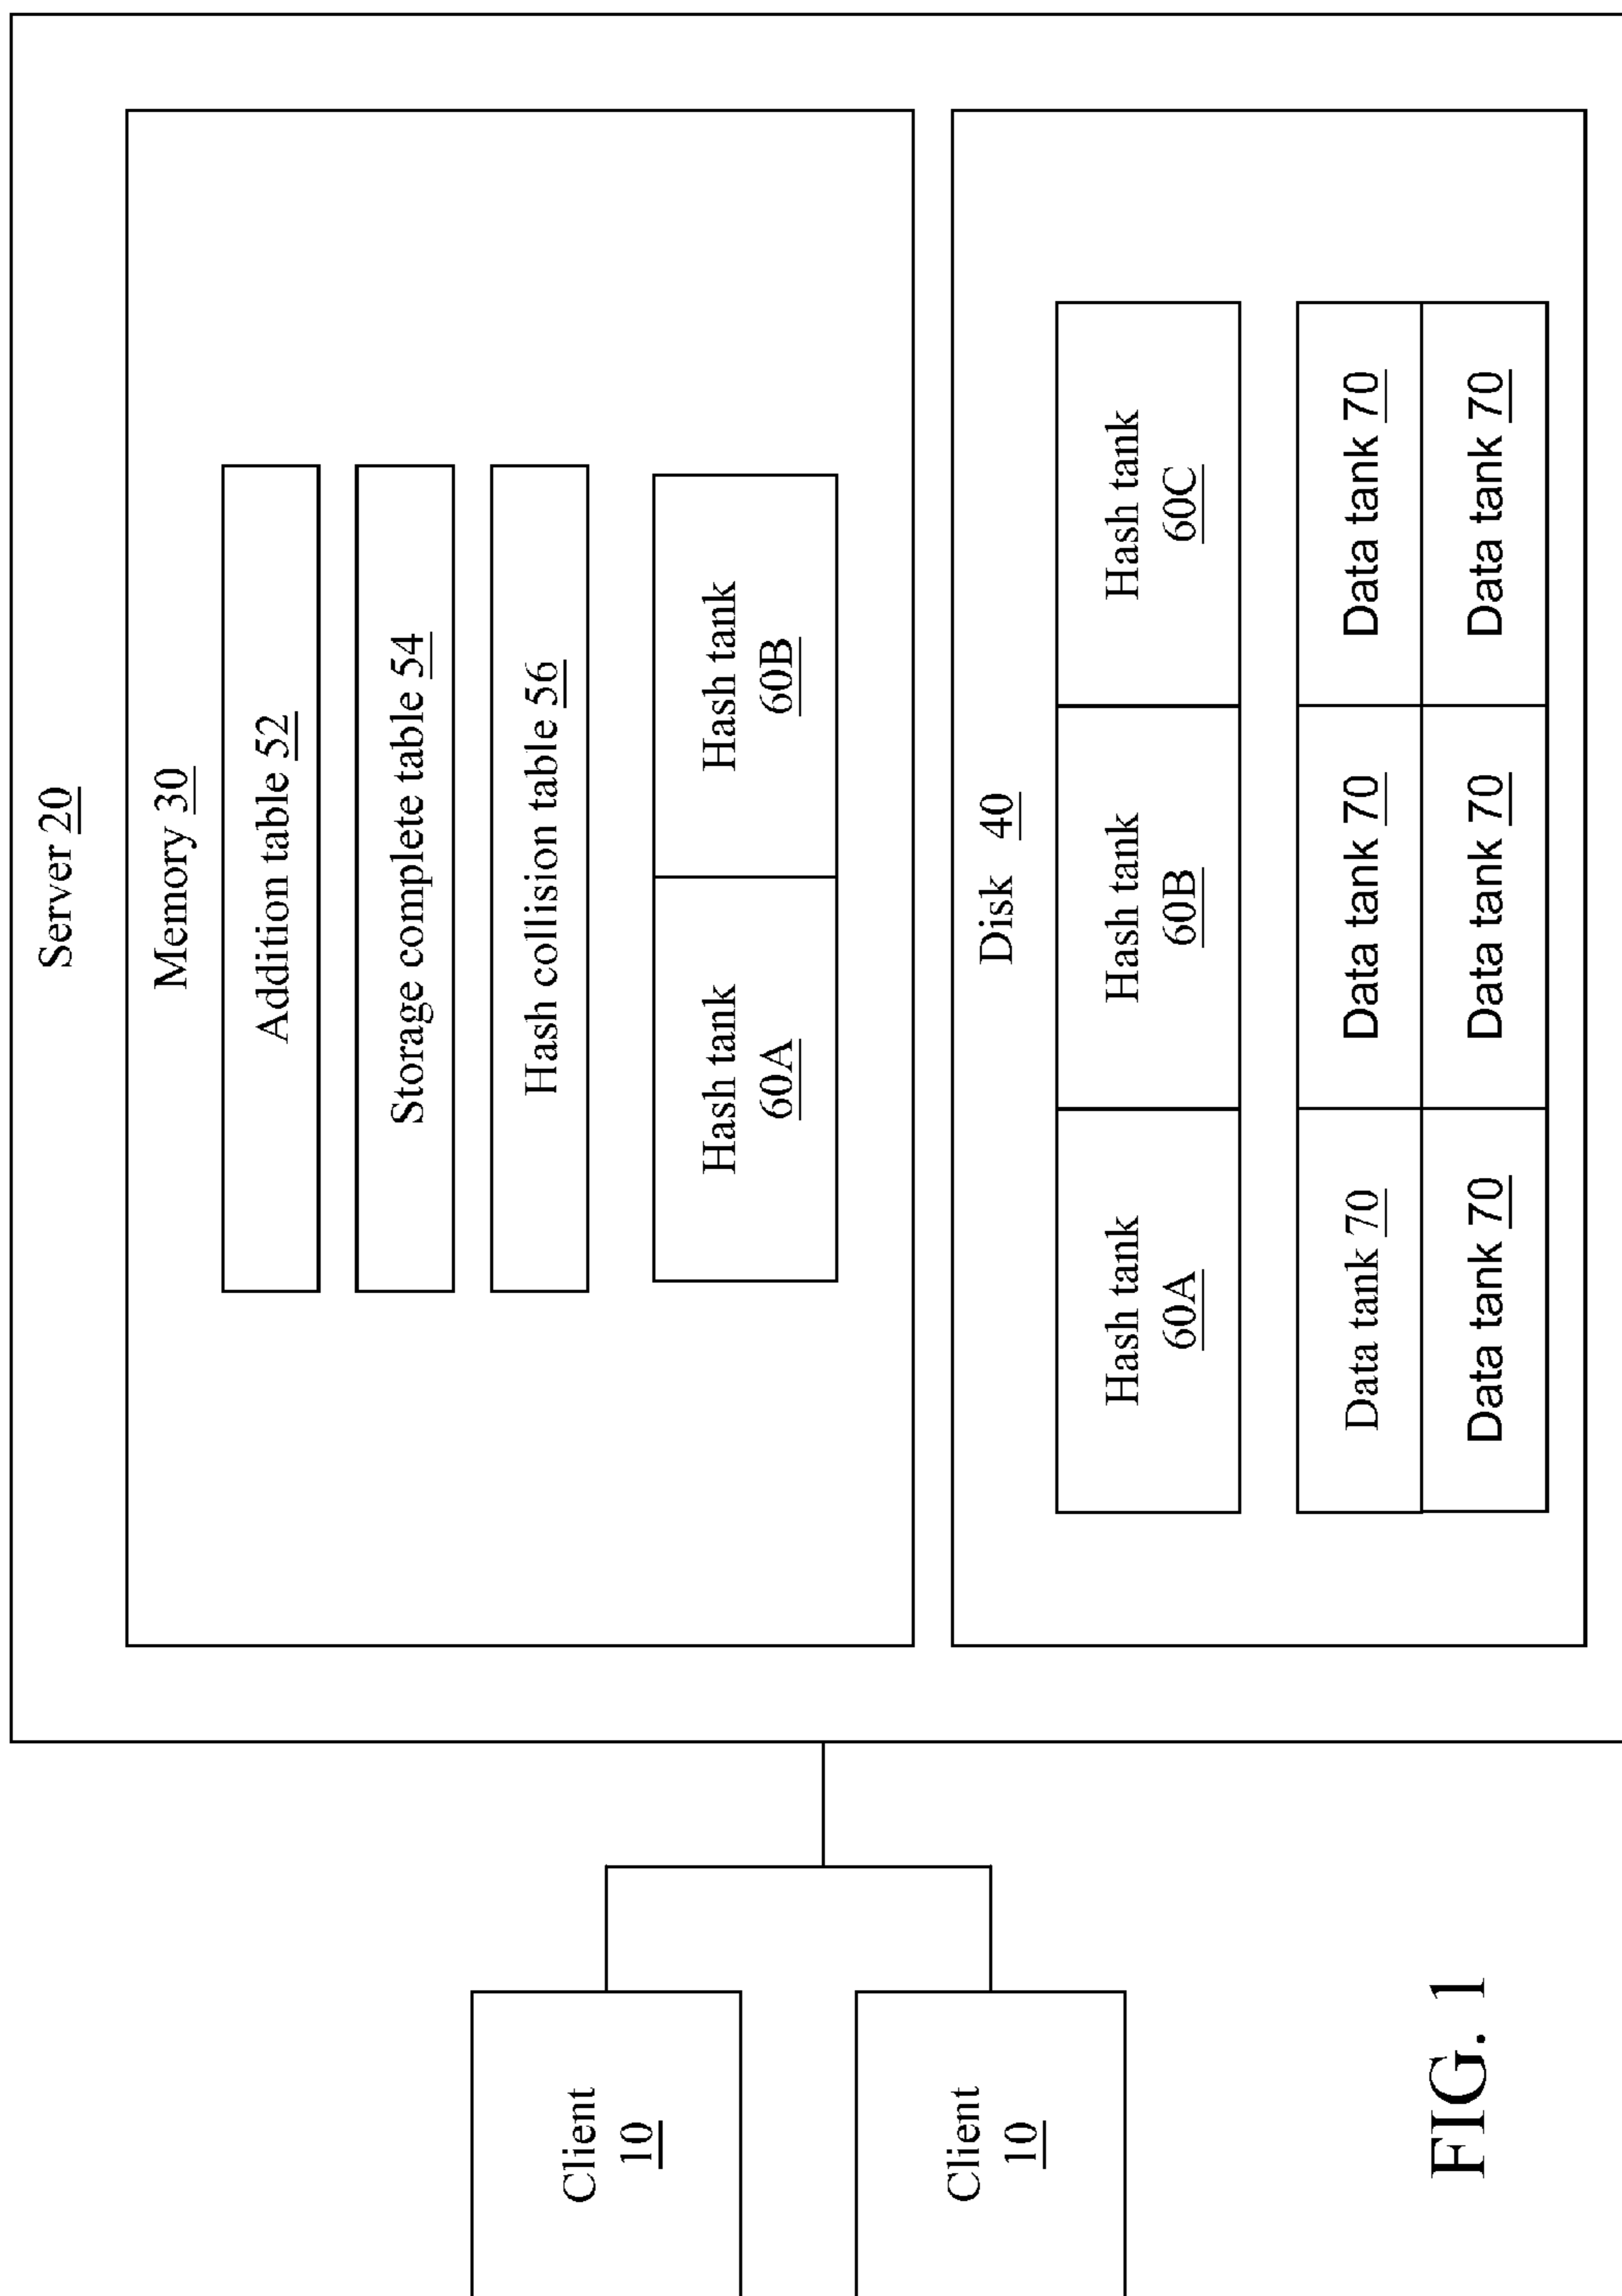 Server 20
Memory 30
Addition table 52
Storage complete table 54
Hash collision table 56
Hash tank
60A
Hash tank
60B
Disk 40
Hash tank
60A
Hash tank
60B
Hash tank
60C
Data tank 70
Data tank 70
Data tank 70
Data tank 70
Data tank 70
Data tank 70
Client
10
Client
10
FIG. 1